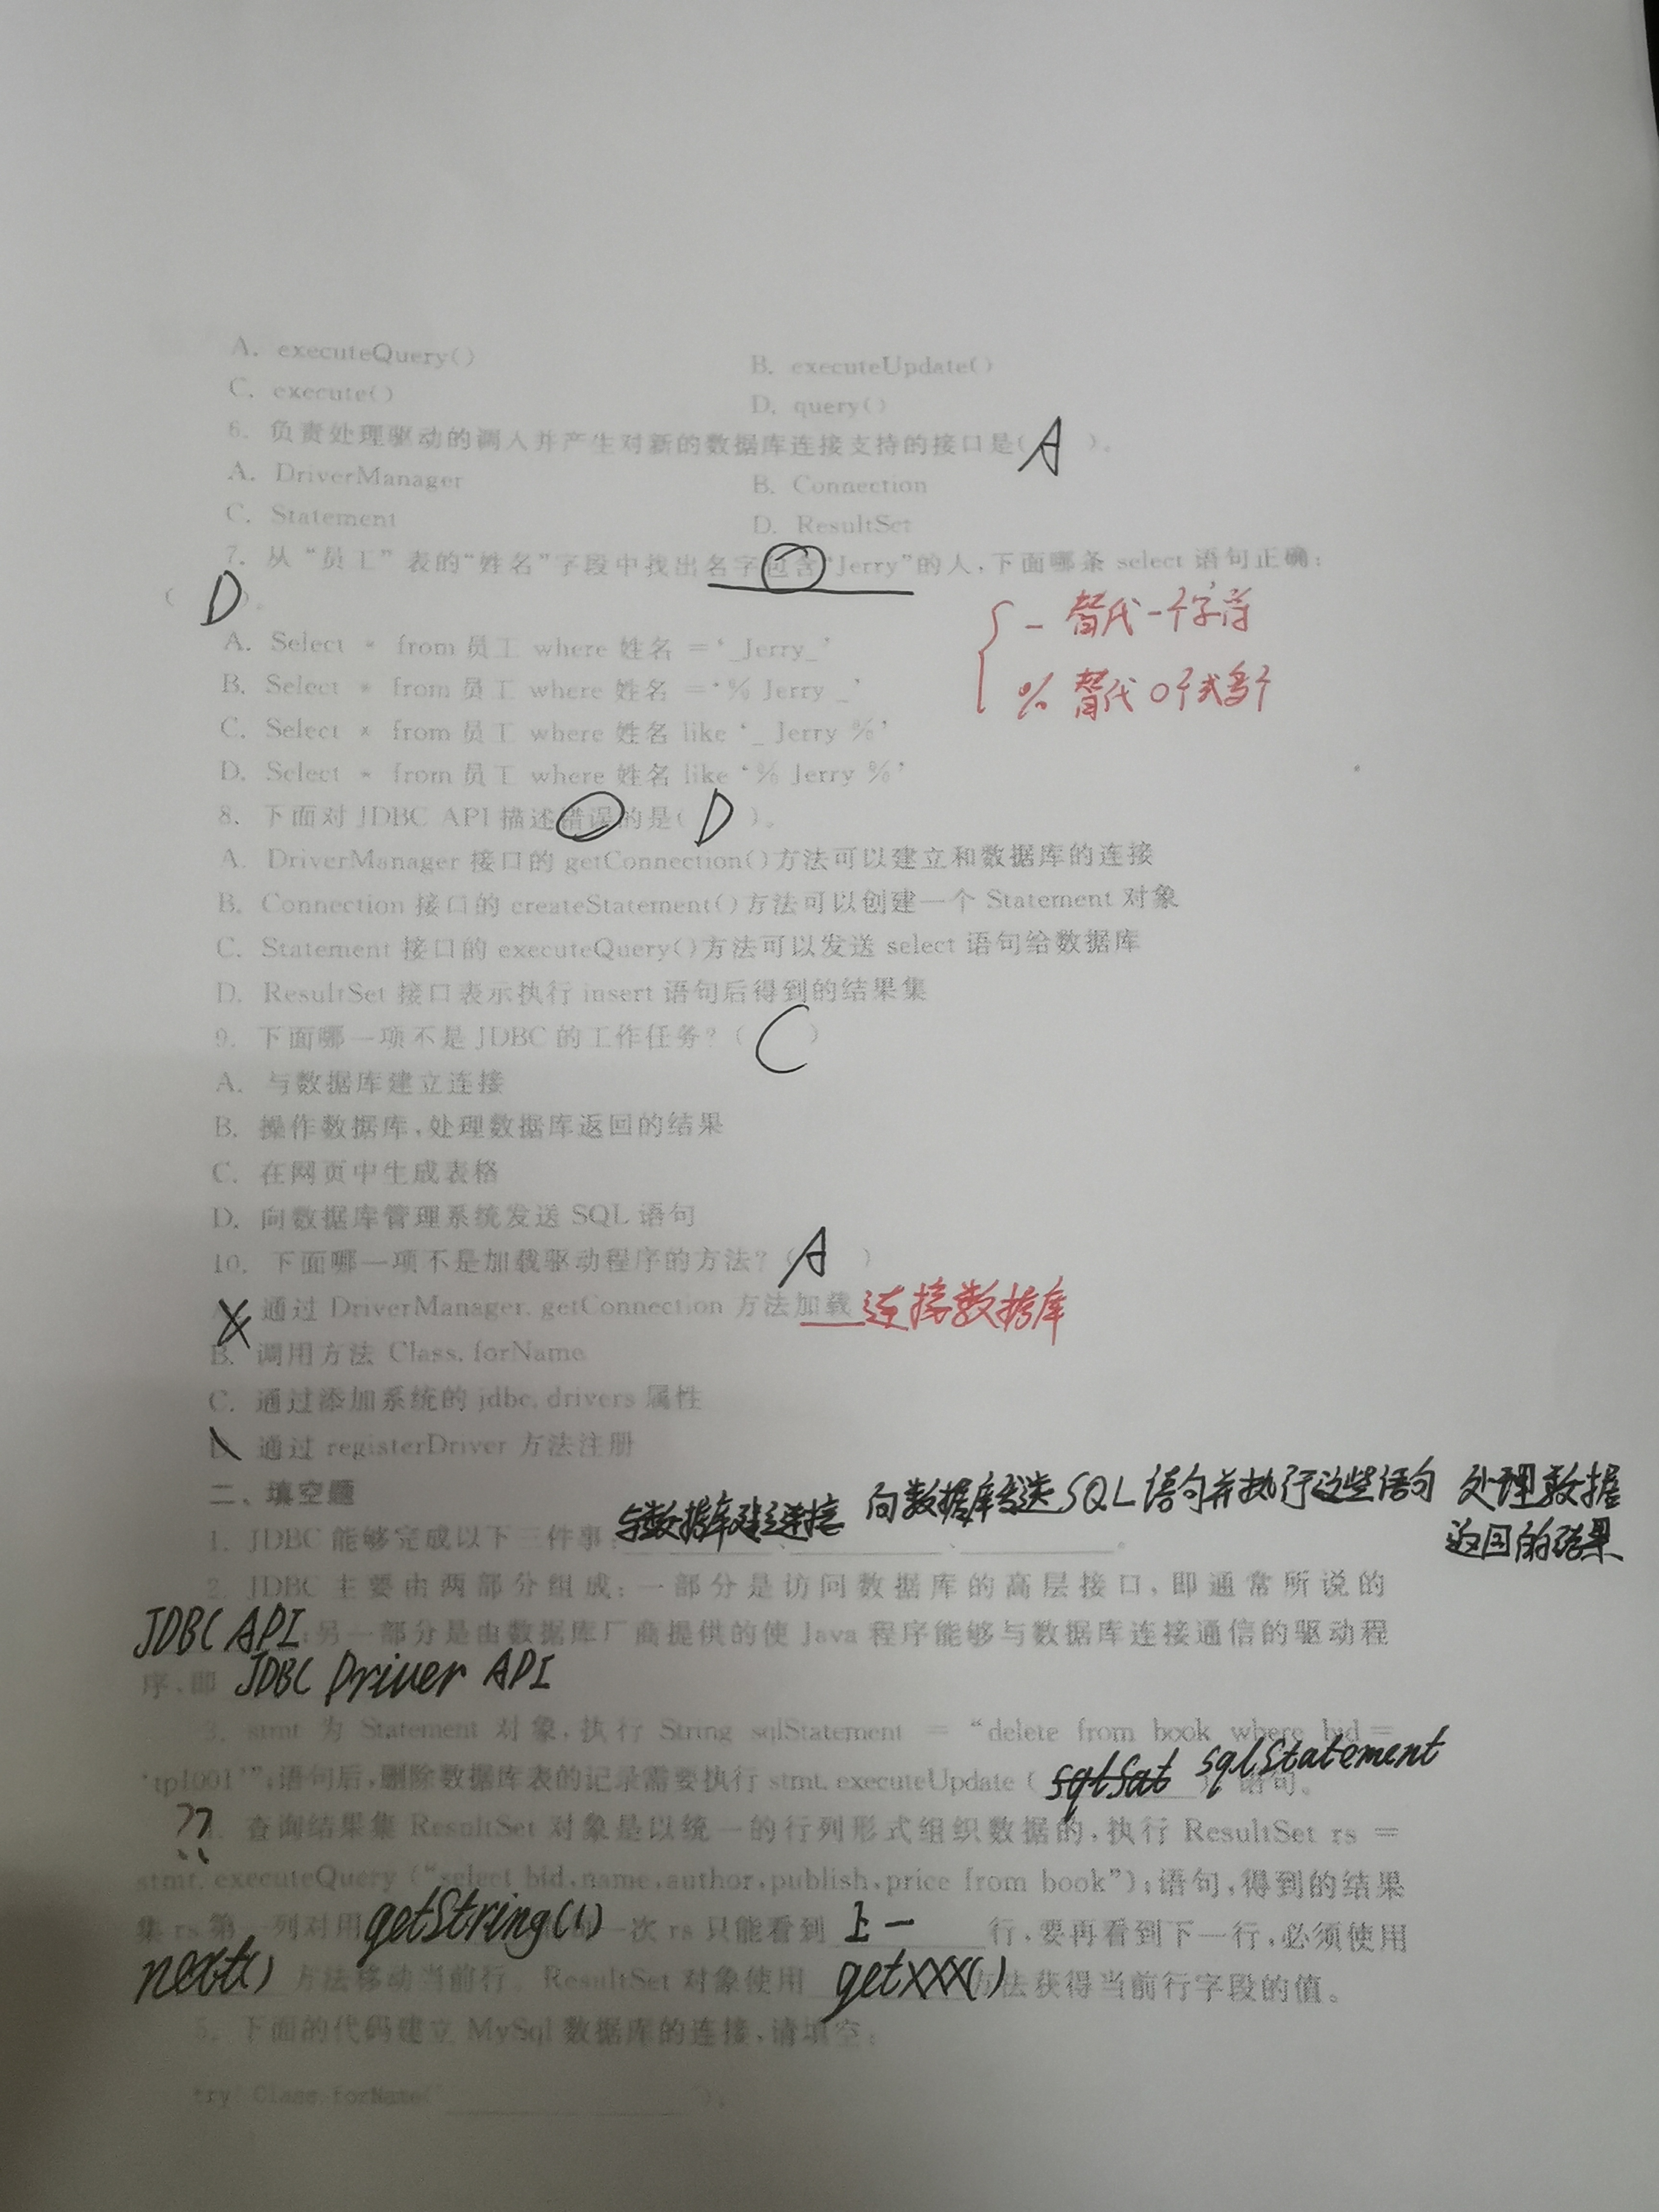 A. executeQuery()
B. executeUpdate()
C. execute()
D. query()
6. 负责处理驱动的调入并产生对新的数据库连接支持的接口是( A )。
A. DriverManager
B. Connection
C. Statement
D. ResultSet
7. 从“员工”表的“姓名”字段中找出名字包含“Jerry”的人,下面哪条 select 语句正确:
( D )。
_ 替代一个字符
% 替代0个或多个
A. Select * from 员工 where 姓名 =‘_Jerry_’
B. Select * from 员工 where 姓名 =‘% Jerry _’
C. Select * from 员工 where 姓名 like ‘_ Jerry %’
D. Select * from 员工 where 姓名 like ‘% Jerry %’
8. 下面对 JDBC API 描述错误的是( D )。
A. DriverManager 接口的 getConnection()方法可以建立和数据库的连接
B. Connection 接口的 createStatement()方法可以创建一个 Statement 对象
C. Statement 接口的 executeQuery()方法可以发送 select 语句给数据库
D. ResultSet 接口表示执行 insert 语句后得到的结果集
9. 下面哪一项不是 JDBC 的工作任务?( C )
A. 与数据库建立连接
B. 操作数据库,处理数据库返回的结果
C. 在网页中生成表格
D. 向数据库管理系统发送 SQL 语句
10. 下面哪一项不是加载驱动程序的方法?( A )
通过 DriverManager. getConnection 方法加载 连接数据库
B. 调用方法 Class. forName
C. 通过添加系统的 jdbc. drivers 属性
D. 通过 registerDriver 方法注册
二、填空题
与数据库建立连接 向数据库发送SQL语句并执行这些语句 处理数据
返回的结果
1. JDBC 能够完成以下三件事:、、。
2. JDBC 主要由两部分组成:一部分是访问数据库的高层接口,即通常所说的
JDBC API;另一部分是由数据库厂商提供的使 Java 程序能够与数据库连接通信的驱动程
序,即 JDBC Driver API
3. stmt 为 Statement 对象,执行 String sqlStatement = “delete from book where bid=
‘tp1001’”;语句后,删除数据库表的记录需要执行 stmt. executeUpdate ( sqlStatement )语句。
?? 查询结果集 ResultSet 对象是以统一的行列形式组织数据的,执行 ResultSet rs =
stmt. executeQuery (“select bid,name,author,publish,price from book”);语句,得到的结果
集 rs 第一列对用 getString(1) 一次 rs 只能看到 上一 行,要再看到下一行,必须使用
next() 方法移动当前行。ResultSet 对象使用 getXXX() 方法获得当前行字段的值。
5. 下面的代码建立 MySql 数据库的连接,请填空:
try{ Class.forName(" ");